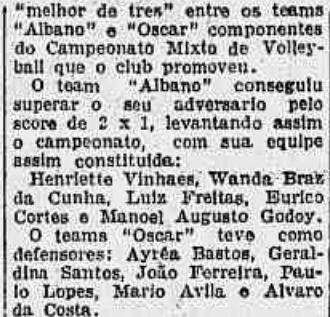 "melhor de tres" entre os teams
"Albano" e "Oscar" componentes
do Campeonato Mixto de Volley-
ball que o club promoveu.
O team "Albano" conseguiu
superar o seu adversario pelo
score de 2 x 1, levantando assim
o campeonato, com sua equipe
assim constituida:
Henriette Vinhaes, Wanda Braz
da Cunha, Luiz Freitas, Eurico
Cortes e Manoel Augusto Godoy.
O teams "Oscar" teve como
defensores: Ayrêa Bastos, Geral-
dina Santos, João Ferreira, Pau-
lo Lopes, Mario Avila e Alvaro
da Costa.